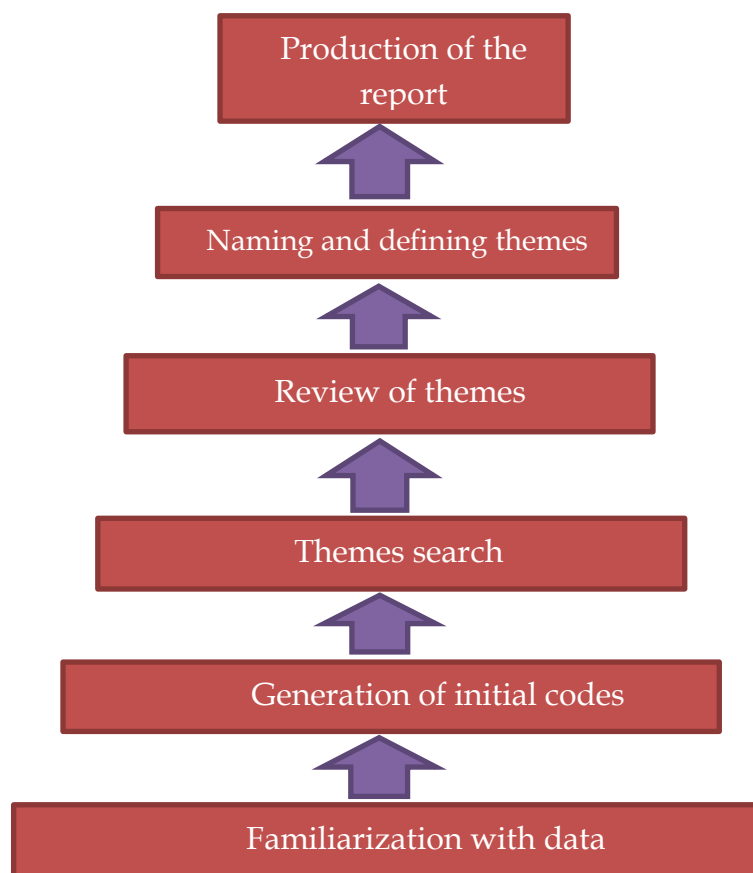 Production of the
report
Naming and defining themes
Review of themes
Themes search
Generation of initial codes
Familiarization with data